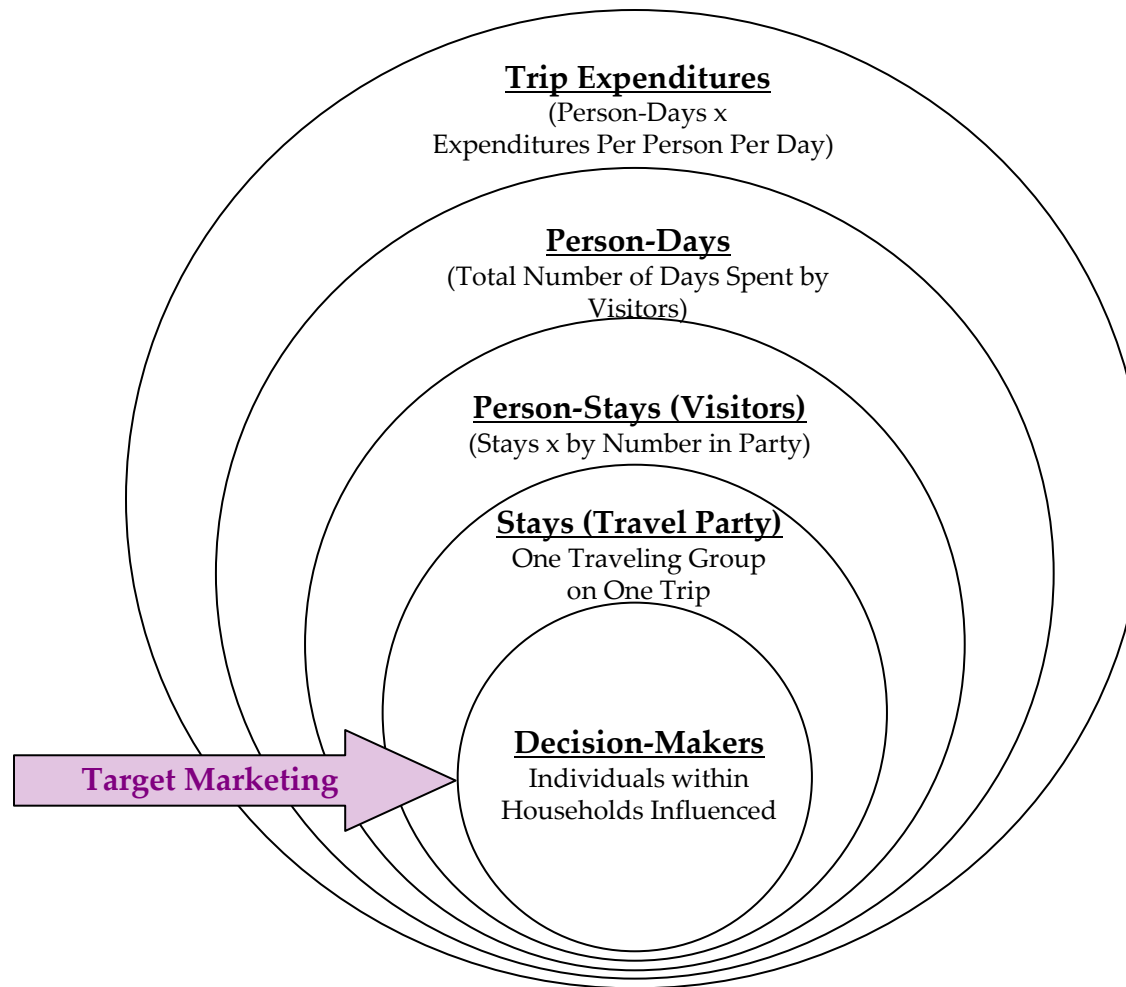 Trip Expenditures
(Person-Days x
Expenditures Per Person Per Day)
Person-Days
(Total Number of Days Spent by
Visitors)
Person-Stays (Visitors)
(Stays x by Number in Party)
Stays (Travel Party)
One Traveling Group
on One Trip
Decision-Makers
Individuals within
Households Influenced
Target Marketing